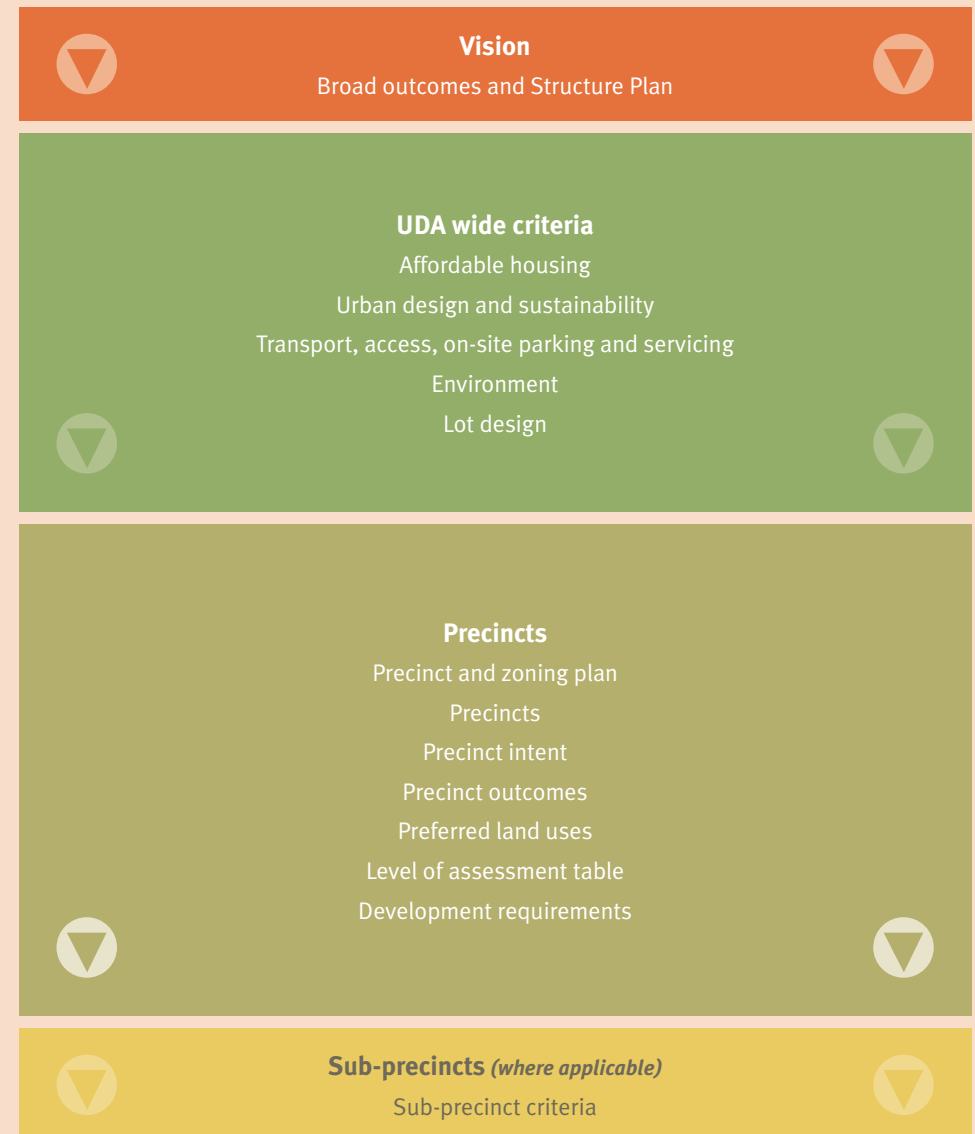 Vision
Broad outcomes and Structure Plan
UDA wide criteria
Affordable housing
Urban design and sustainability
Transport, access, on-site parking and servicing
Environment
Lot design
Precincts
Precinct and zoning plan
Precincts
Precinct intent
Precinct outcomes
Preferred land uses
Level of assessment table
Development requirements
Sub-precincts (where applicable)
Sub-precinct criteria